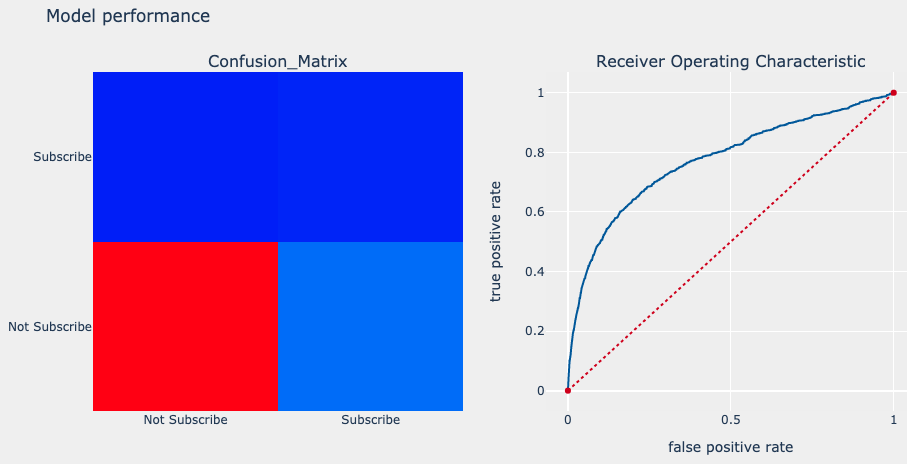 Model performance
Confusion_Matrix
Subscribe
Not Subscribe
Not Subscribe
Subscribe
Receiver Operating Characteristic
true positive rate
1
0.8
0.6
0.4
0.2
0
0
0.5
1
false positive rate